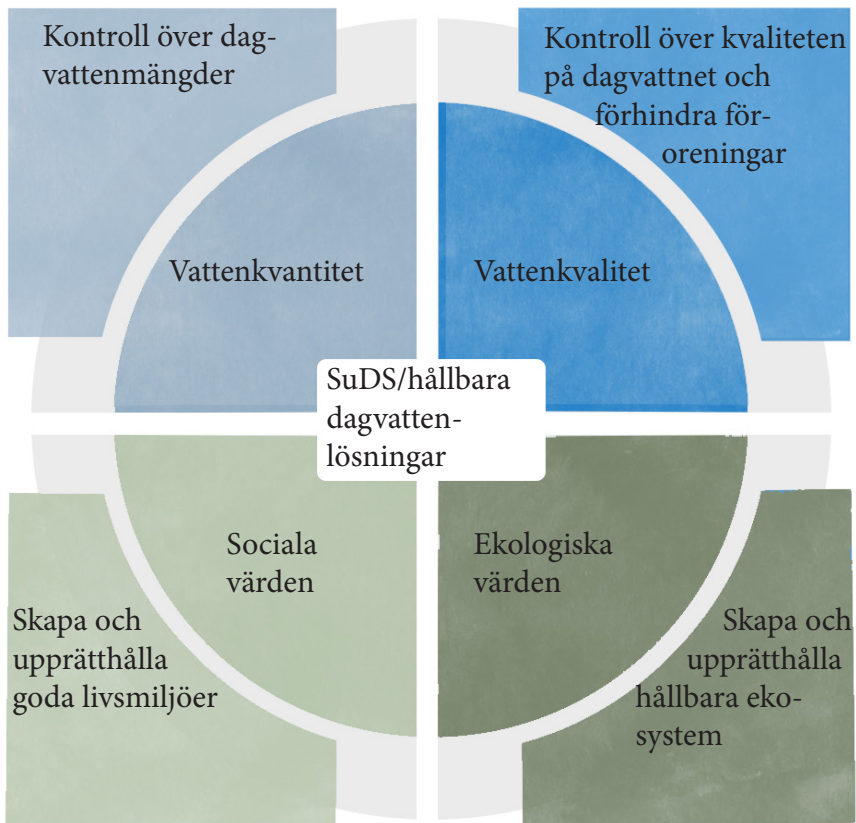 Kontroll över dag-
vattenmängder
Kontroll över kvaliteten
på dagvattnet och
förhindra för-
oreningar
Vattenkvantitet
Vattenkvalitet
SuDS/hållbara
dagvatten-
lösningar
Sociala
värden
Ekologiska
värden
Skapa och
upprätthålla
goda livsmiljöer
Skapa och
upprätthålla
hållbara eko-
system